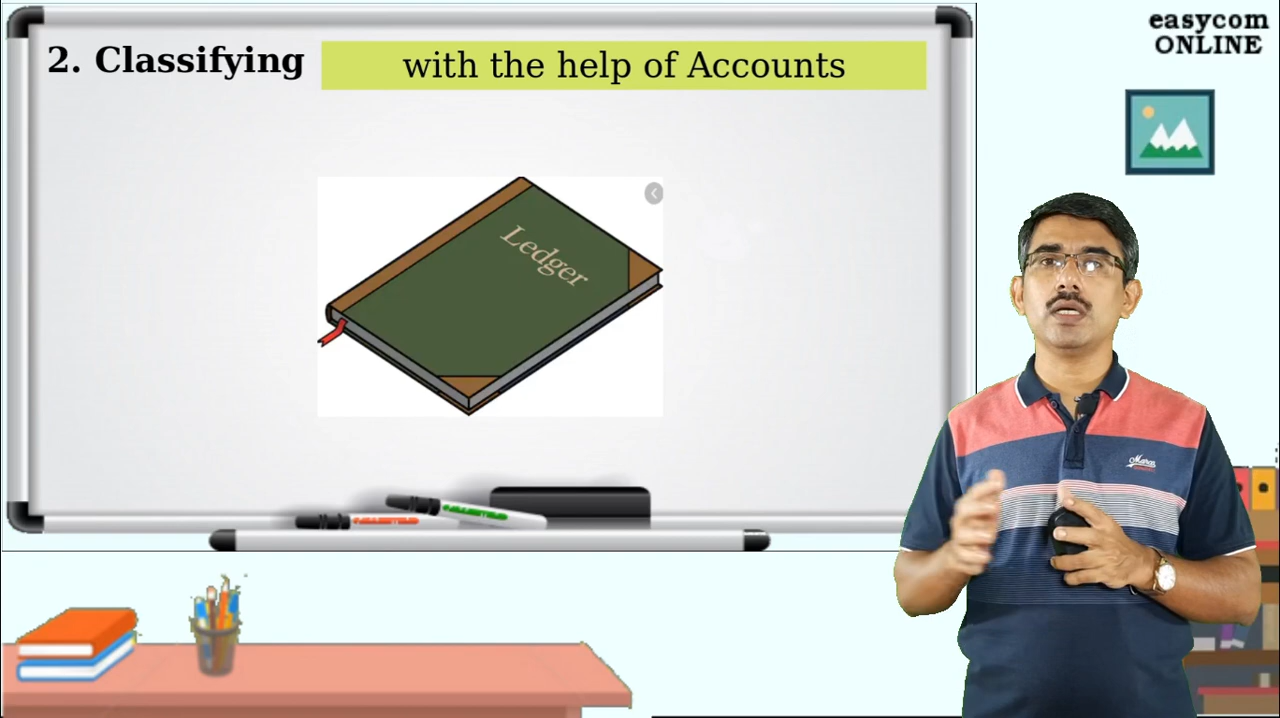 easycom
ONLINE
2. Classifying with the help of Accounts
Ledger